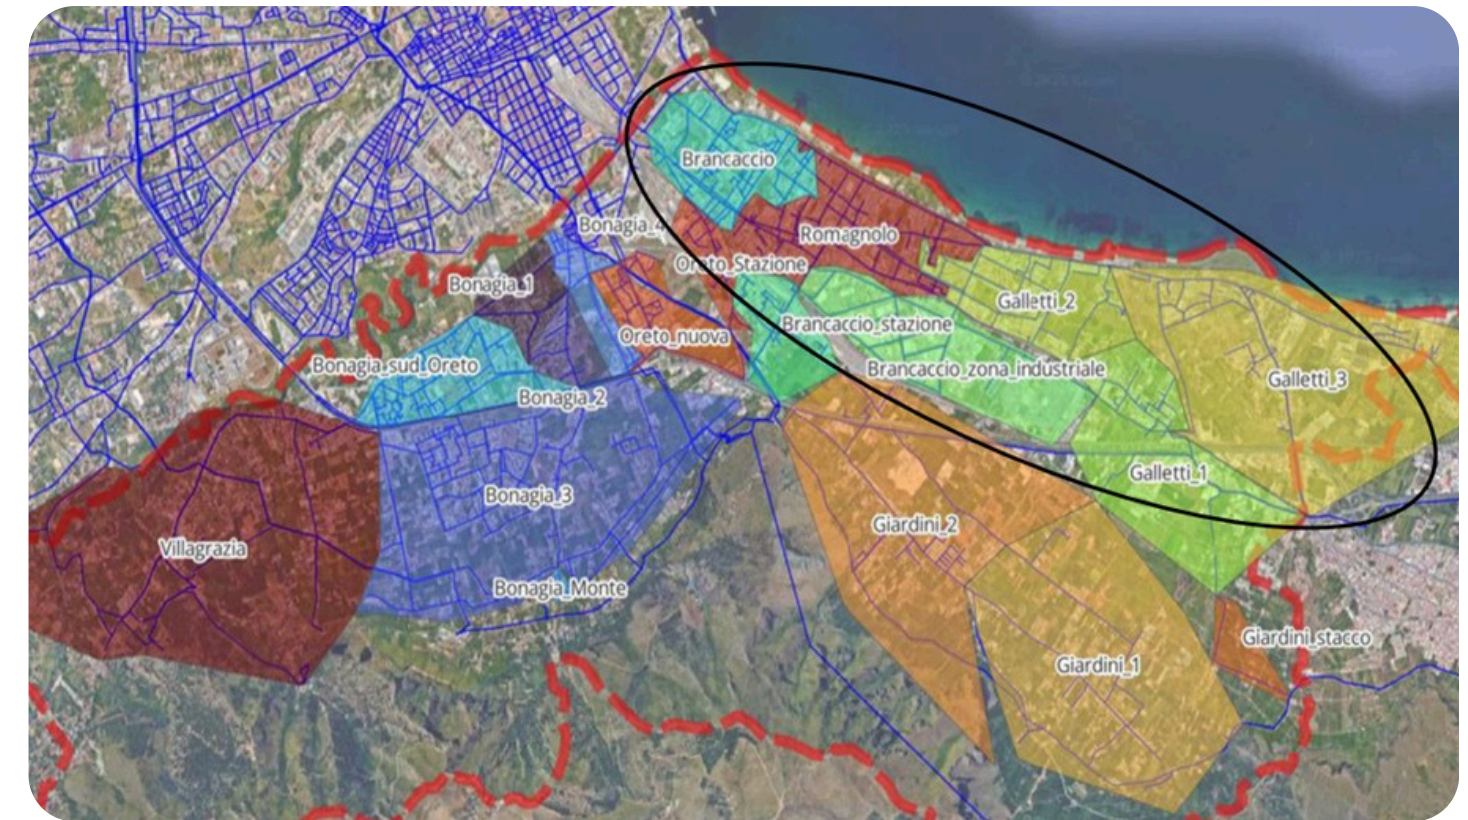 Brancaccio
Bonagia_4
Romagnolo
Oreto_Stazione
Bonagia_1
Galletti_2
Brancaccio_stazione
Oreto_nuova
Bonagia_sud_Oreto
Brancaccio_zona_industriale
Galletti_3
Bonagia_2
Galletti_1
Bonagia_3
Giardini_2
Villagrazia
Bonagia_Monte
Giardini_stacco
Giardini_1